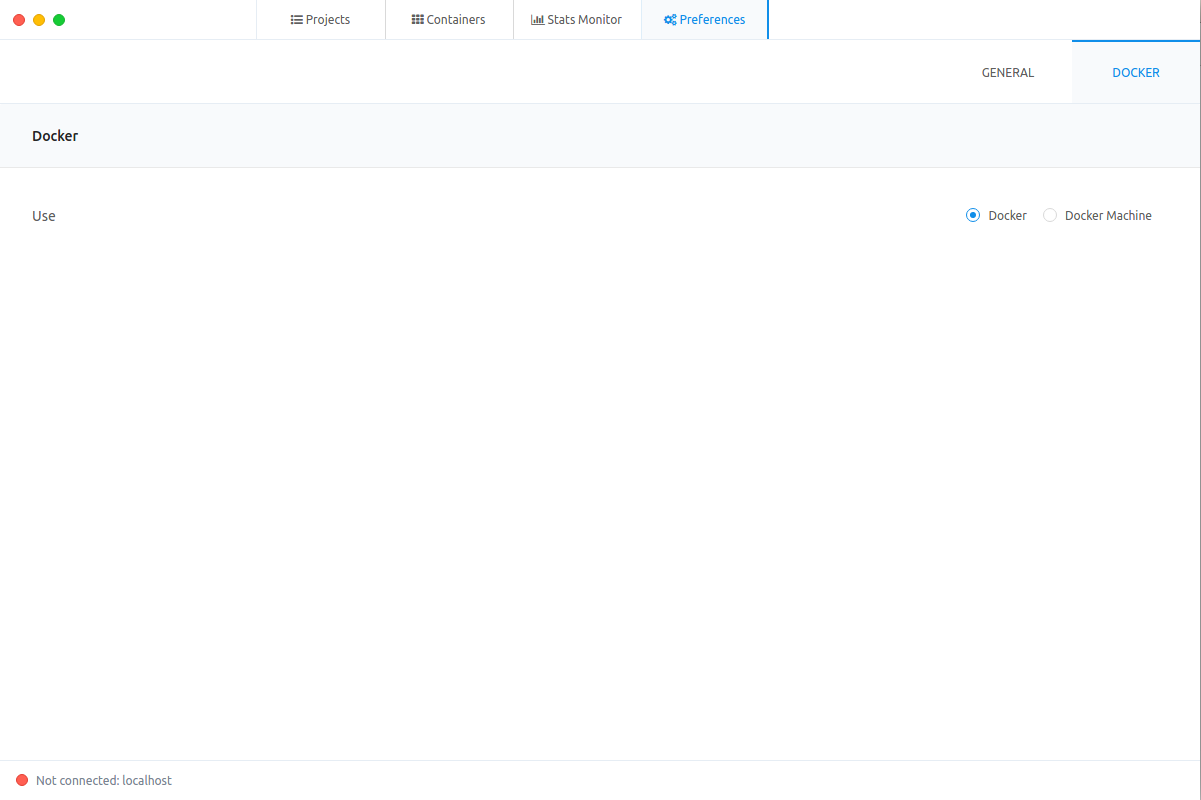 Projects
Containers
Stats Monitor
Preferences
GENERAL
DOCKER
Docker
Use
Docker
Docker Machine
Not connected: localhost